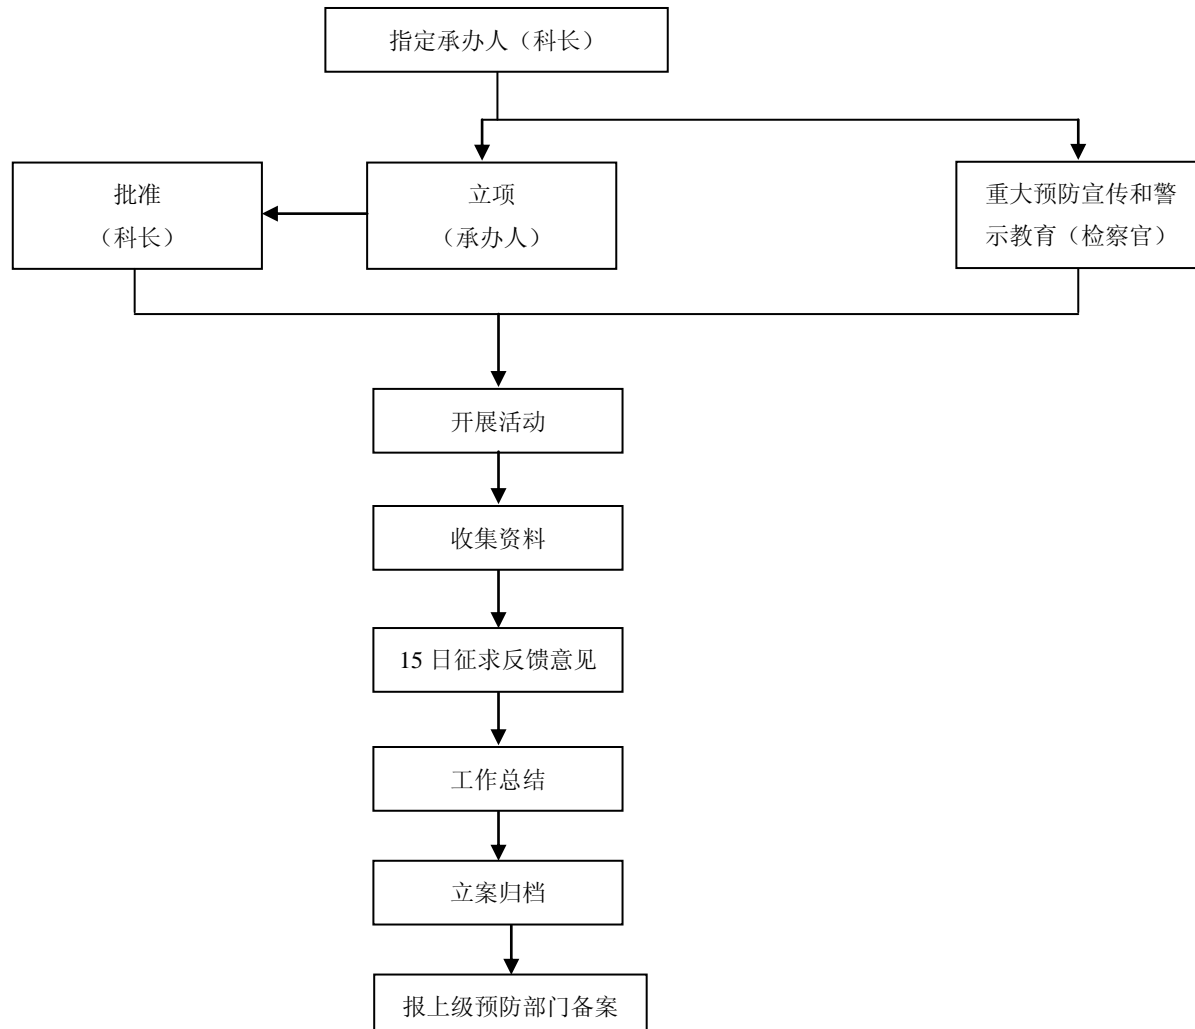 指定承办人（科长）
批准
（科长）
立项
（承办人）
重大预防宣传和警
示教育（检察官）
开展活动
收集资料
15 日征求反馈意见
工作总结
立案归档
报上级预防部门备案